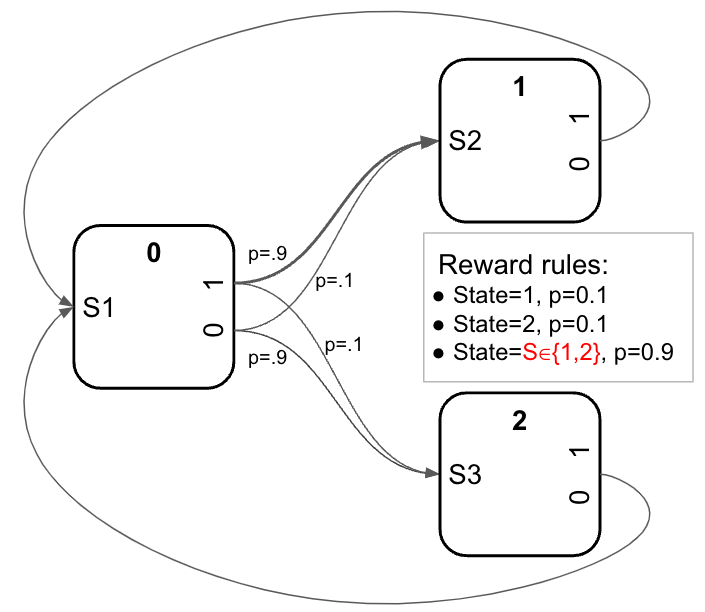 1
S2
1
0
0
S1
1
0
p=.9
p=.1
p=.1
p=.9
Reward rules:
● State=1, p=0.1
● State=2, p=0.1
● State=S∈{1,2}, p=0.9
2
S3
1
0